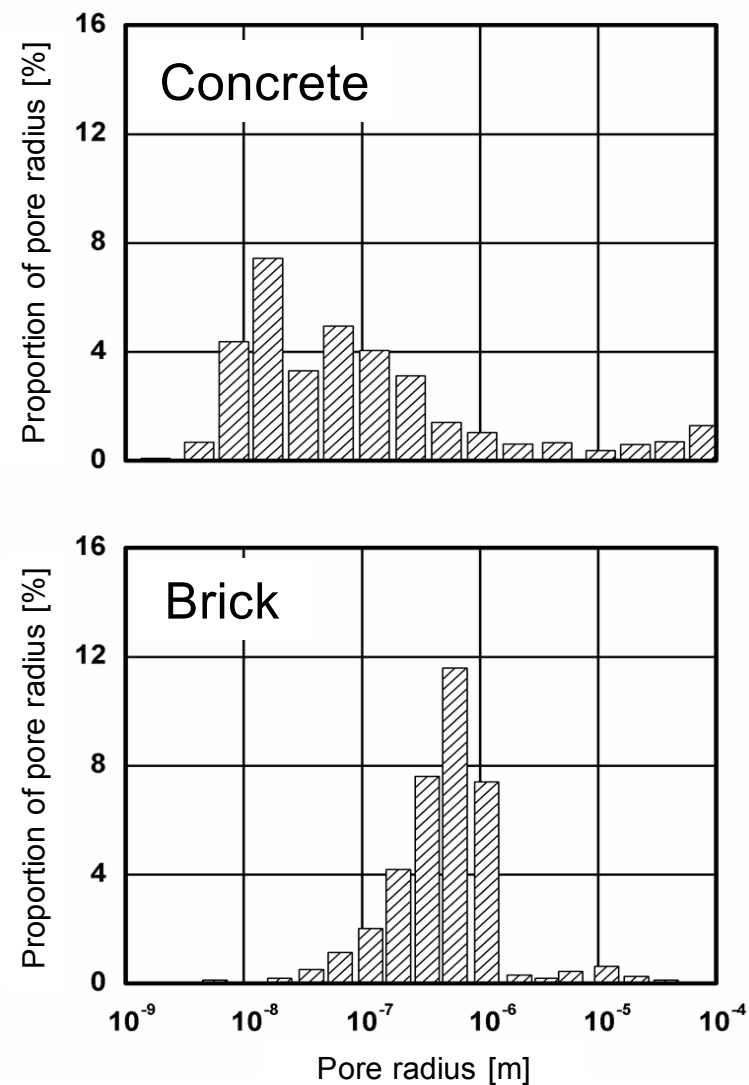 Concrete
Proportion of pore radius [%]
16
12
8
4
0
Brick
Proportion of pore radius [%]
16
12
8
4
0
10⁻⁹ 10⁻⁸ 10⁻⁷ 10⁻⁶ 10⁻⁵ 10⁻⁴
Pore radius [m]